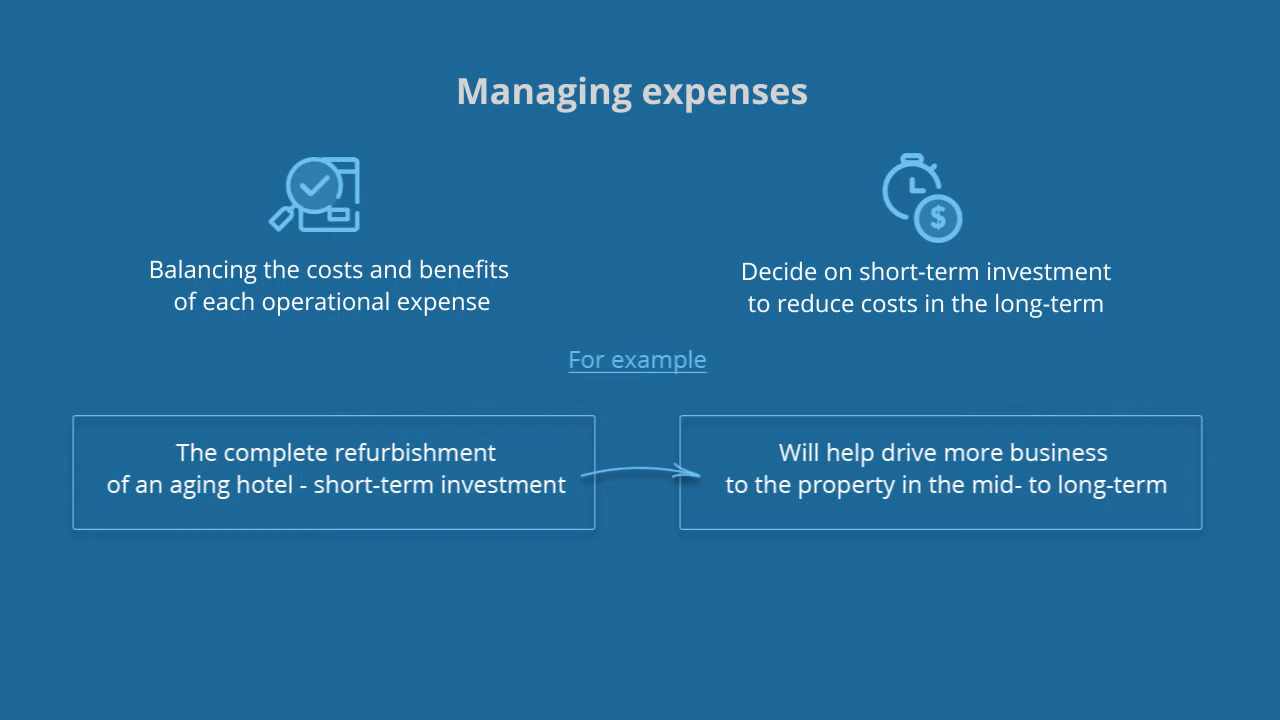 Managing expenses
Balancing the costs and benefits
of each operational expense
$
Decide on short-term investment
to reduce costs in the long-term
For example
The complete refurbishment
of an aging hotel - short-term investment
Will help drive more business
to the property in the mid- to long-term